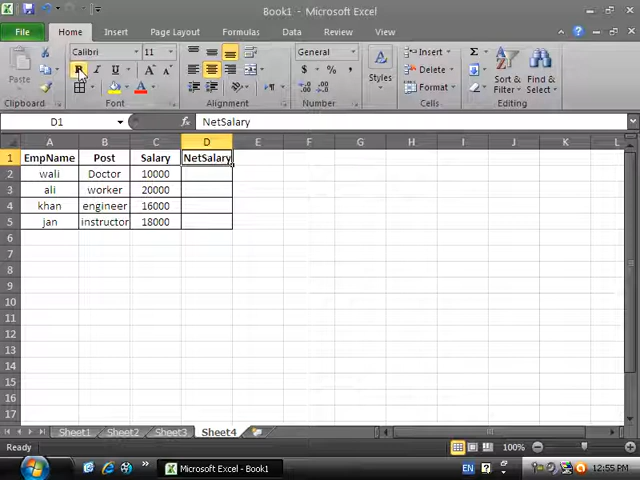 Book1 - Microsoft Excel
File Home Insert Page Layout Formulas Data Review View
Calibri 11 General Insert Σ
Paste B I U A A $ % , Styles Delete Sort & Find &
Format Filter Select
Clipboard Font Alignment Number Cells Editing
D1 fx NetSalary
A B C D E F G H I J K L
1 EmpName Post Salary NetSalary
2 wali Doctor 10000
3 ali worker 20000
4 khan engineer 16000
5 jan instructor 18000
6
7
8
9
10
11
12
13
14
15
16
17
Sheet1 Sheet2 Sheet3 Sheet4
Ready 100%
Microsoft Excel - Book1 EN 12:55 PM